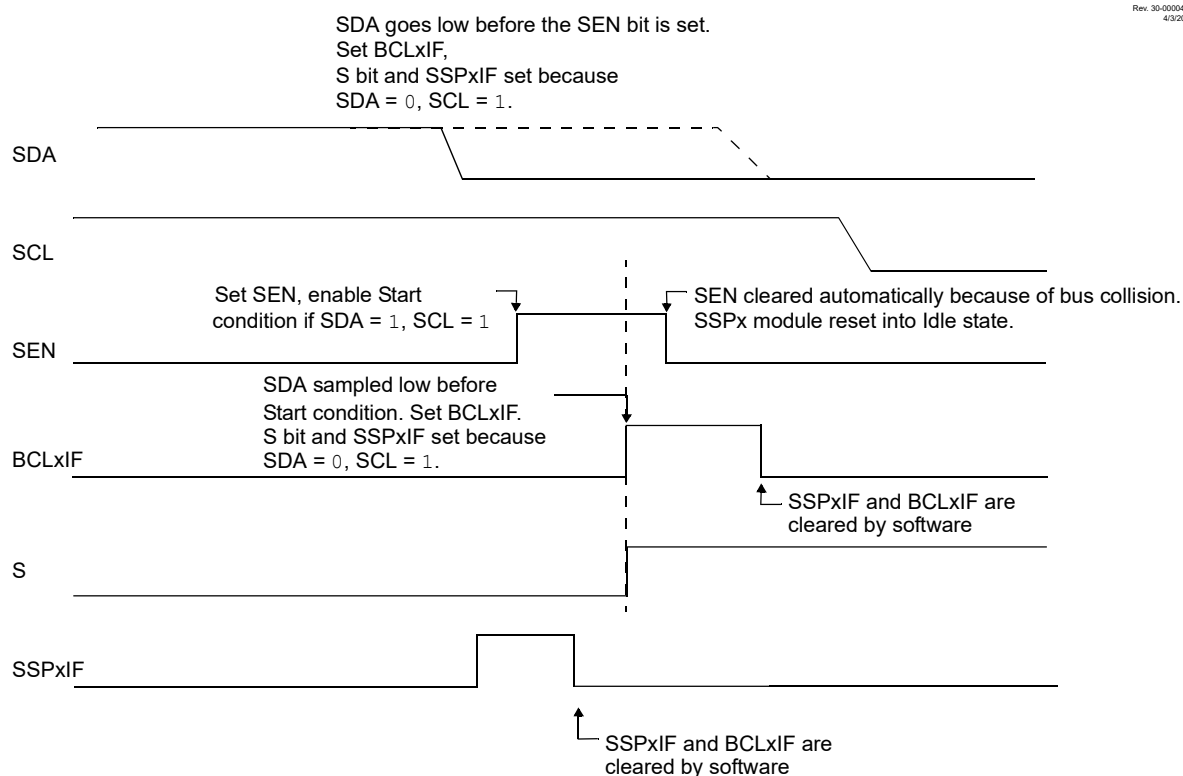 Rev. 30-00004
4/3/20
SDA goes low before the SEN bit is set.
Set BCLxIF,
S bit and SSPxIF set because
SDA = 0, SCL = 1.
SDA
SCL
Set SEN, enable Start
condition if SDA = 1, SCL = 1
SEN cleared automatically because of bus collision.
SSPx module reset into Idle state.
SEN
SDA sampled low before
Start condition. Set BCLxIF.
S bit and SSPxIF set because
SDA = 0, SCL = 1.
BCLxIF
SSPxIF and BCLxIF are
cleared by software
S
SSPxIF
SSPxIF and BCLxIF are
cleared by software